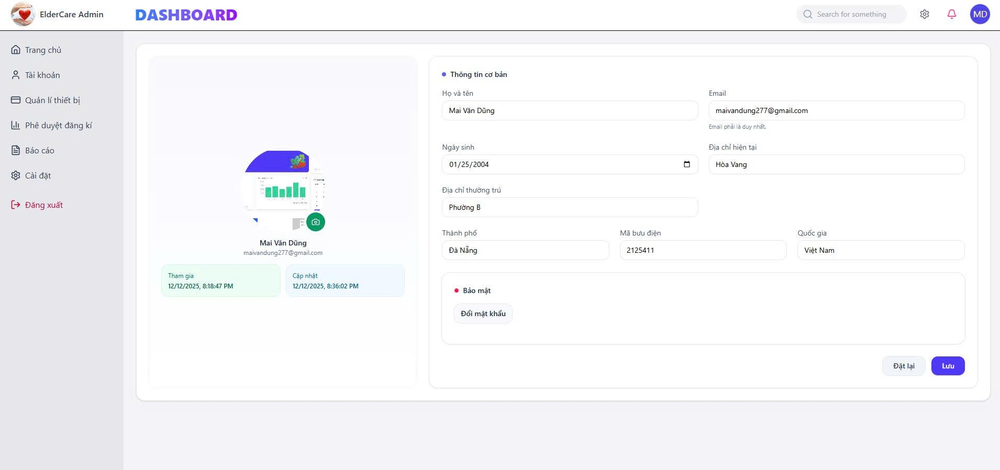 ElderCare Admin
DASHBOARD
Search for something
MD
Trang chủ
Tài khoản
Quản lí thiết bị
Phê duyệt đăng kí
Báo cáo
Cài đặt
Đăng xuất
Mai Văn Dũng
maivandung277@gmail.com
Tham gia
12/12/2025, 8:18:47 PM
Cập nhật
12/12/2025, 8:36:02 PM
Thông tin cơ bản
Họ và tên
Mai Văn Dũng
Email
maivandung277@gmail.com
Email phải là duy nhất.
Ngày sinh
01/25/2004
Địa chỉ hiện tại
Hòa Vang
Địa chỉ thường trú
Phường B
Thành phố
Đà Nẵng
Mã bưu điện
2125411
Quốc gia
Việt Nam
Bảo mật
Đổi mật khẩu
Đặt lại
Lưu